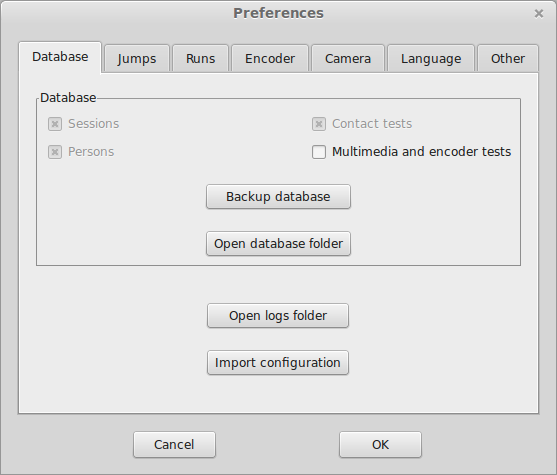 Preferences
Database Jumps Runs Encoder Camera Language Other
Database
Sessions Contact tests
Persons Multimedia and encoder tests
Backup database
Open database folder
Open logs folder
Import configuration
Cancel OK